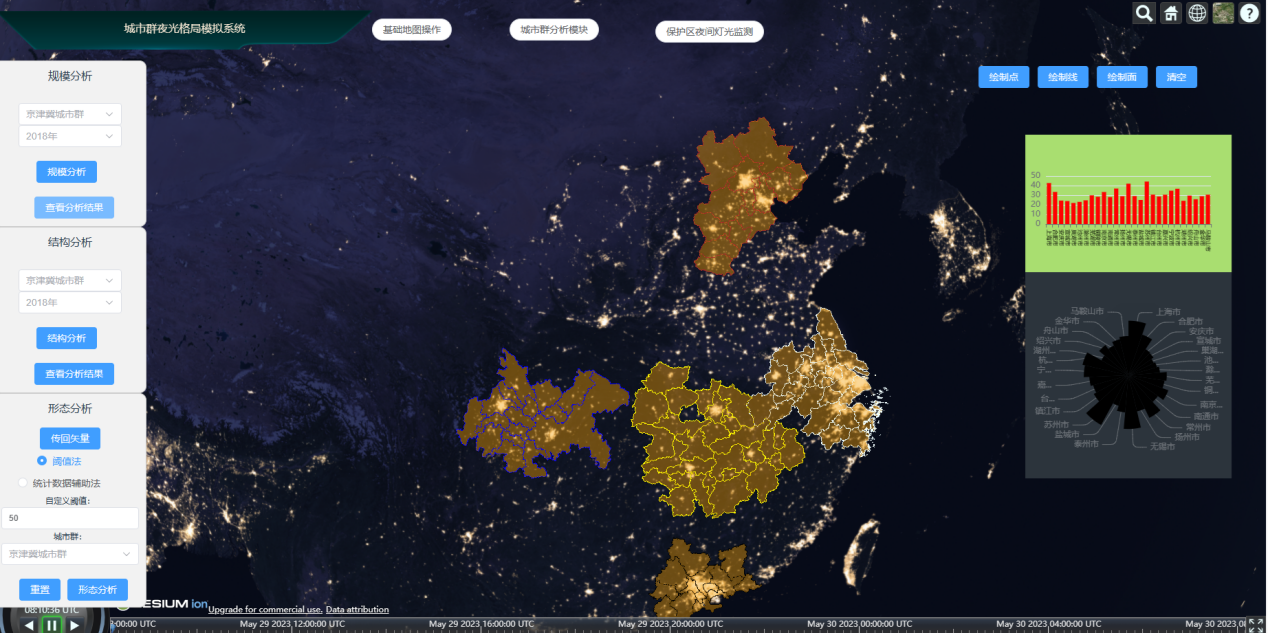 城市群夜光格局模拟系统
基础地图操作
城市群分析模块
保护区夜间灯光监测
规模分析
京津冀城市群
2018年
规模分析
查看分析结果
结构分析
京津冀城市群
2018年
结构分析
查看分析结果
形态分析
传回矢量
阈值法
统计数据辅助法
自定义阈值:
50
城市群:
京津冀城市群
重置
形态分析
绘制点
绘制线
绘制面
清空
50
40
30
20
10
0
马鞍山市
上海市
金华市
合肥市
舟山市
安庆市
绍兴市
宣城市
湖州...
芜湖...
杭...
池...
宁...
滁...
芜...
铜...
台...
南京...
镇江市
南通市
苏州市
常州市
盐城市
扬州市
泰州市
无锡市
08:10:36 UTC
CESIUM ion
Upgrade for commercial use. Data attribution
:00:00 UTC
May 29 2023 12:00:00 UTC
May 29 2023 16:00:00 UTC
May 29 2023 20:00:00 UTC
May 30 2023 00:00:00 UTC
May 30 2023 04:00:00 UTC
May 30 2023 0